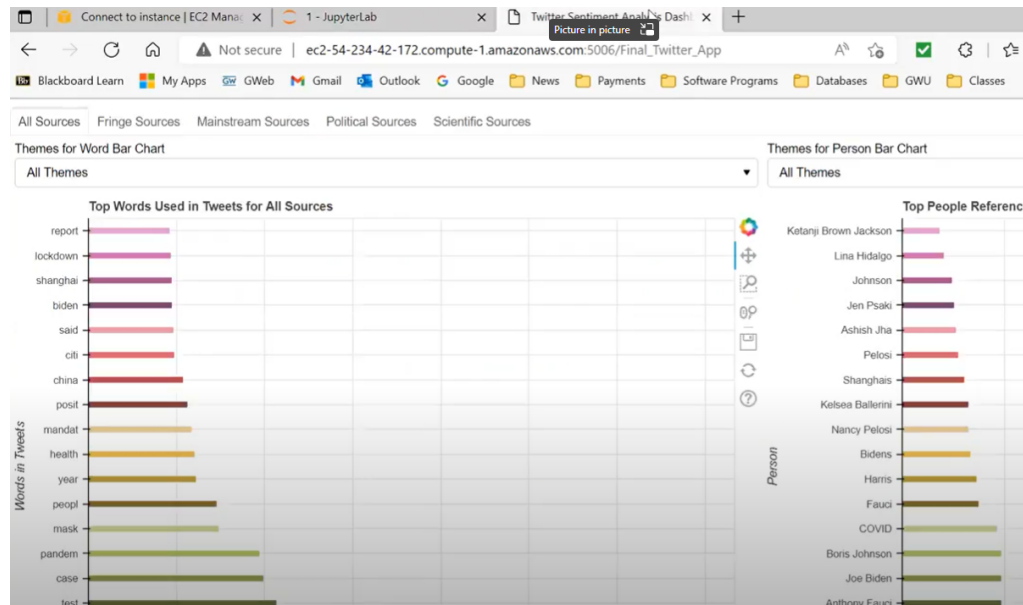 Connect to instance | EC2 Manag
1 - JupyterLab
Twitter Sentiment Analysis Dash
Picture in picture
Not secure | ec2-54-234-42-172.compute-1.amazonaws.com:5006/Final_Twitter_App
Blackboard Learn My Apps GWeb Gmail Outlook Google News Payments Software Programs Databases GWU Classes
All Sources Fringe Sources Mainstream Sources Political Sources Scientific Sources
Themes for Word Bar Chart
All Themes
Themes for Person Bar Chart
All Themes
Top Words Used in Tweets for All Sources
Words in Tweets
report
lockdown
shanghai
biden
said
citi
china
posit
mandat
health
year
peopl
mask
pandem
case
test
Top People Referenc
Person
Ketanji Brown Jackson
Lina Hidalgo
Johnson
Jen Psaki
Ashish Jha
Pelosi
Shanghais
Kelsea Ballerini
Nancy Pelosi
Bidens
Harris
Fauci
COVID
Boris Johnson
Joe Biden
Anthony Fauci